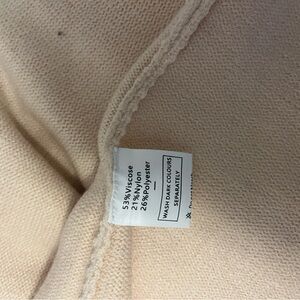 53%Viscose
21%Nylon
26%Polyester
WASH DARK COLOURS
SEPARATELY